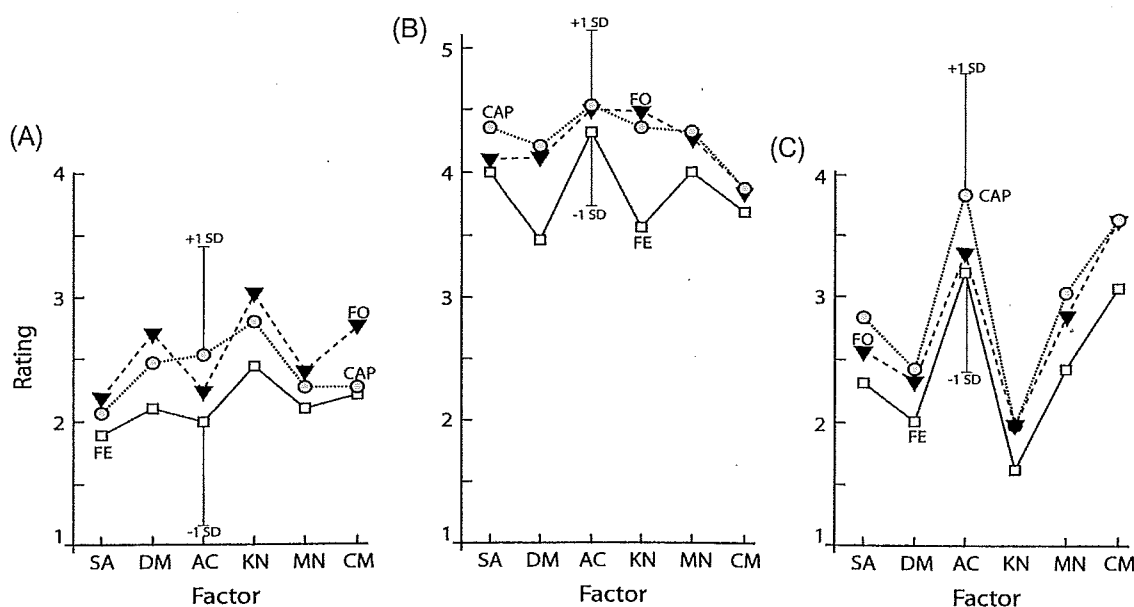 (A)
Rating
4
3
2
1
+1 SD
-1 SD
FO
CAP
FE
SA DM AC KN MN CM
Factor
(B)
5
4
3
2
1
+1 SD
-1 SD
CAP
FO
FE
SA DM AC KN MN CM
Factor
(C)
4
3
2
1
+1 SD
-1 SD
CAP
FO
FE
SA DM AC KN MN CM
Factor